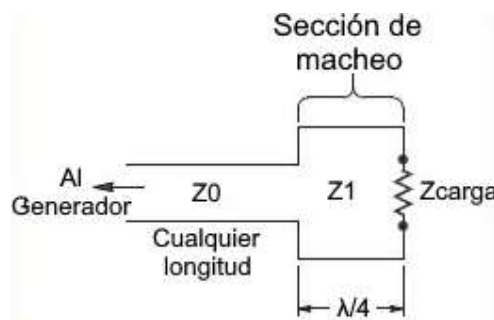 Sección de
macheo
Al
Generador
Z0
Z1
Zcarga
Cualquier
longitud
λ/4